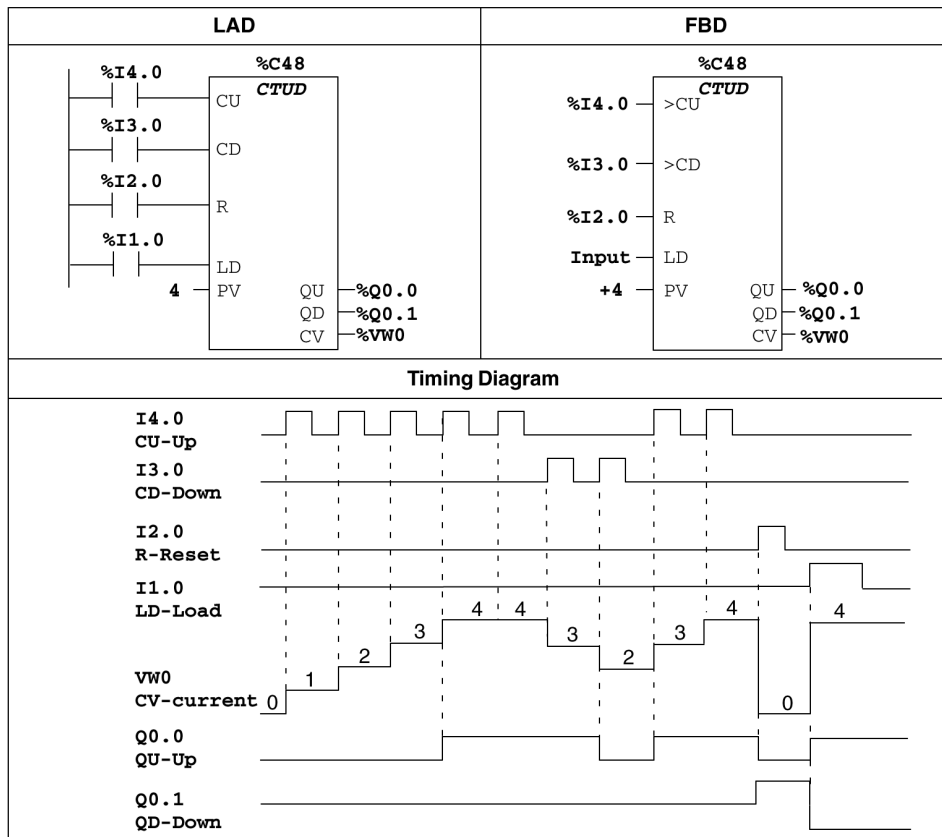 LAD
FBD
%C48
CTUD
%I4.0
CU
%I3.0
CD
%I2.0
R
%I1.0
LD
4 PV QU %Q0.0
QD %Q0.1
CV %VW0
%C48
CTUD
%I4.0 >CU
%I3.0 >CD
%I2.0 R
Input LD
+4 PV QU %Q0.0
QD %Q0.1
CV %VW0
Timing Diagram
I4.0
CU-Up
I3.0
CD-Down
I2.0
R-Reset
I1.0
LD-Load
4 4 4 4
3 3 3
2 2
1
VW0
CV-current 0 0
Q0.0
QU-Up
Q0.1
QD-Down